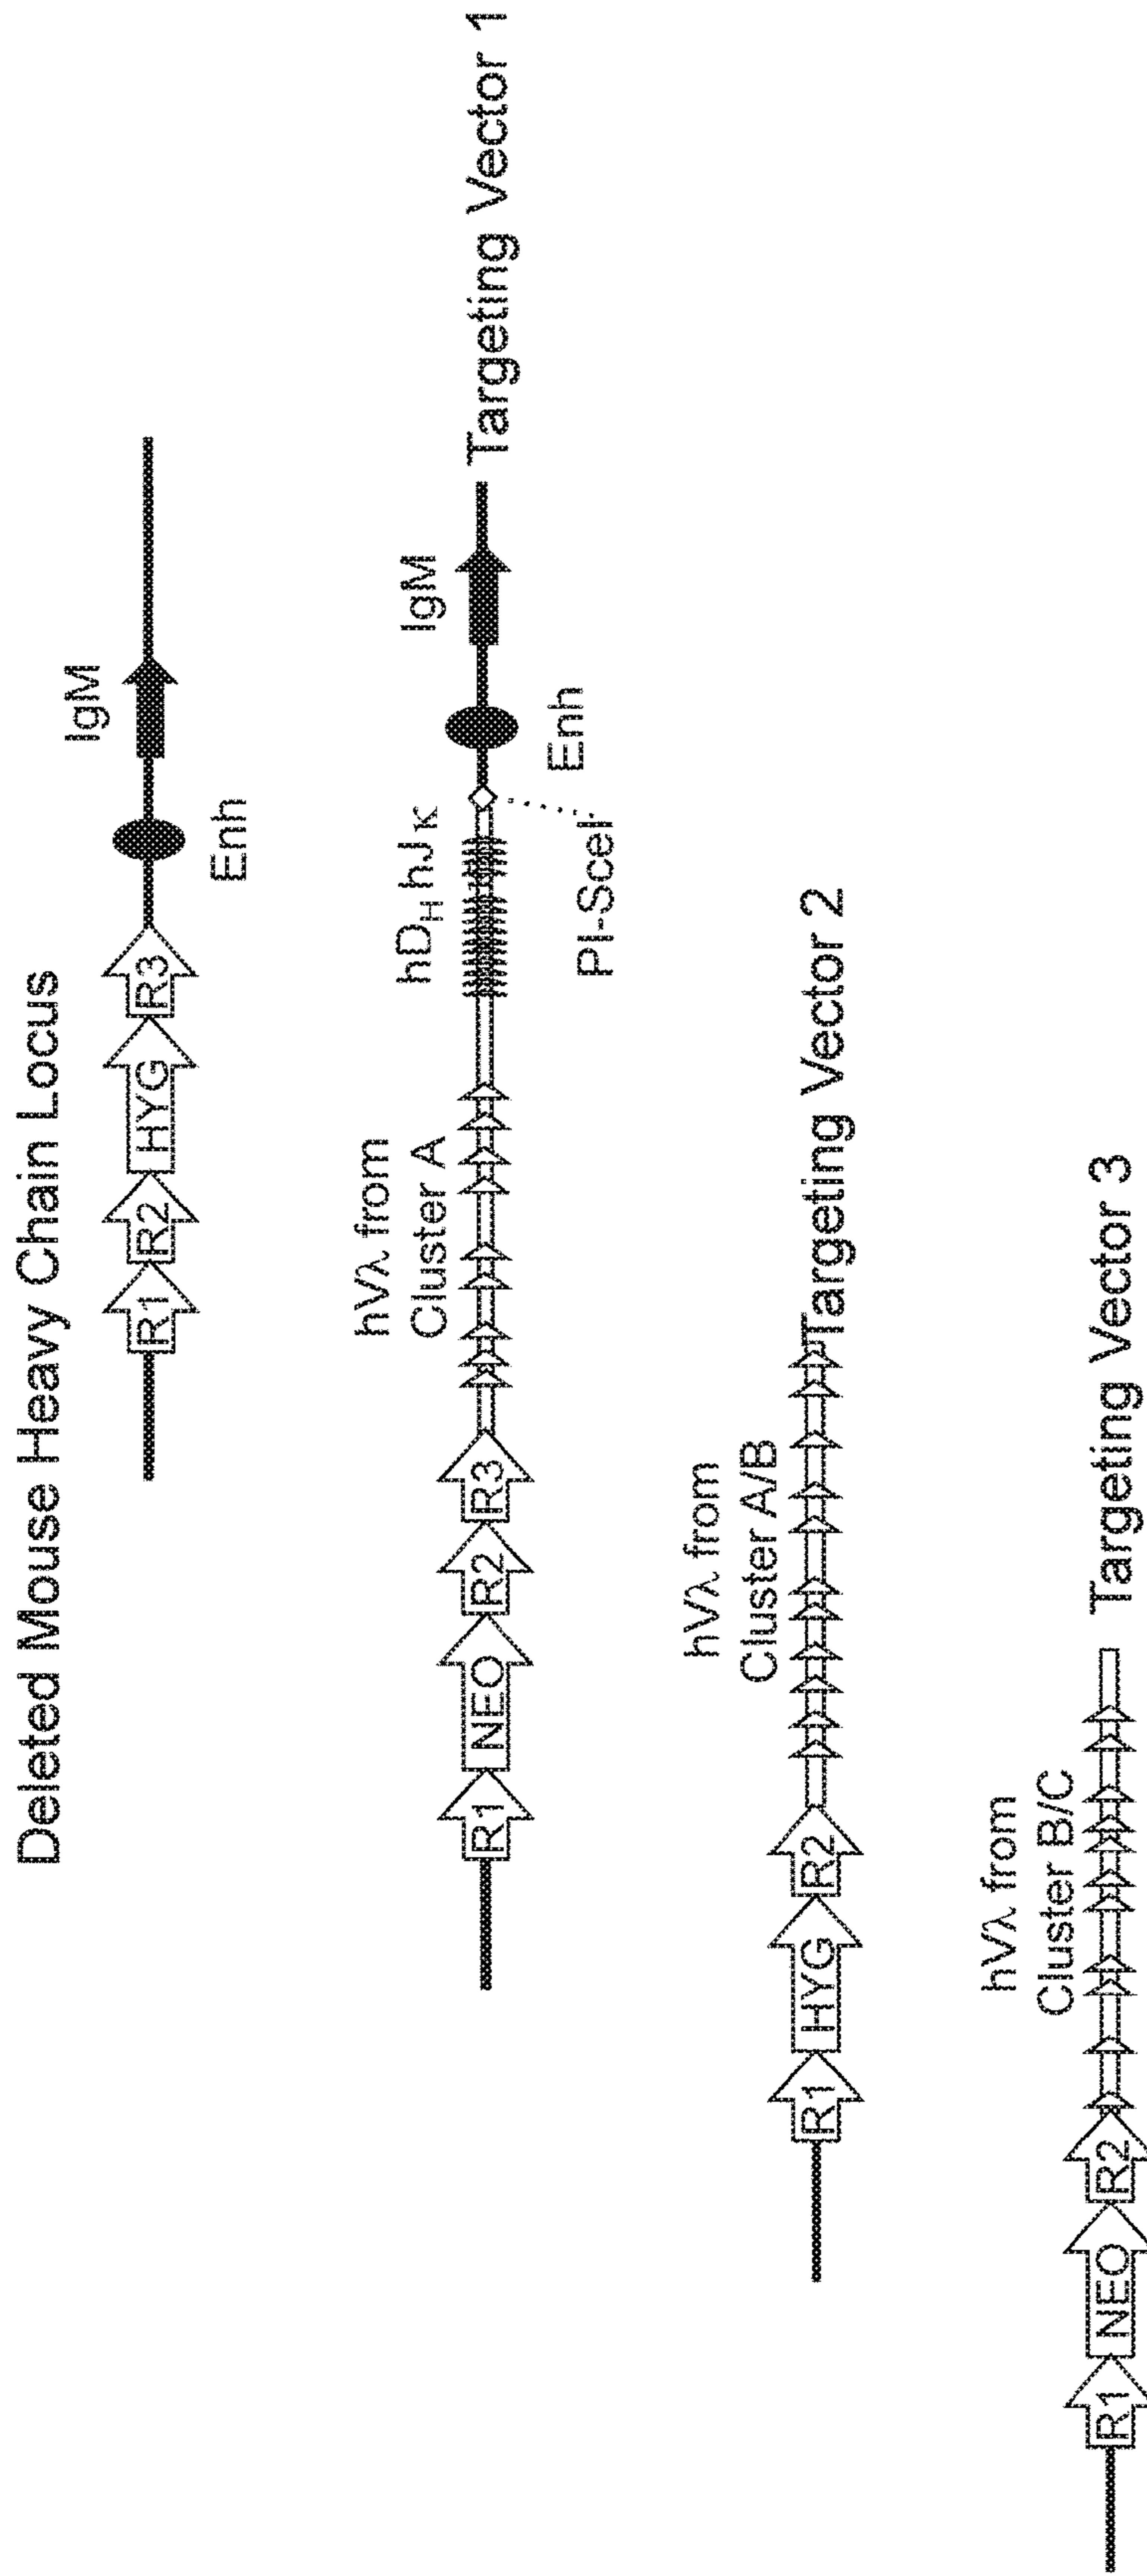 Deleted Mouse Heavy Chain Locus
R1 R2 HYG R3 IgM
Enh
hVλ from
Cluster A
hD_H hJκ
IgM
R1 NEO R2 R3
PI-SceI
Enh
Targeting Vector 1
hVλ from
Cluster A/B
R1 HYG R2
Targeting Vector 2
hVλ from
Cluster B/C
R1 NEO R2
Targeting Vector 3